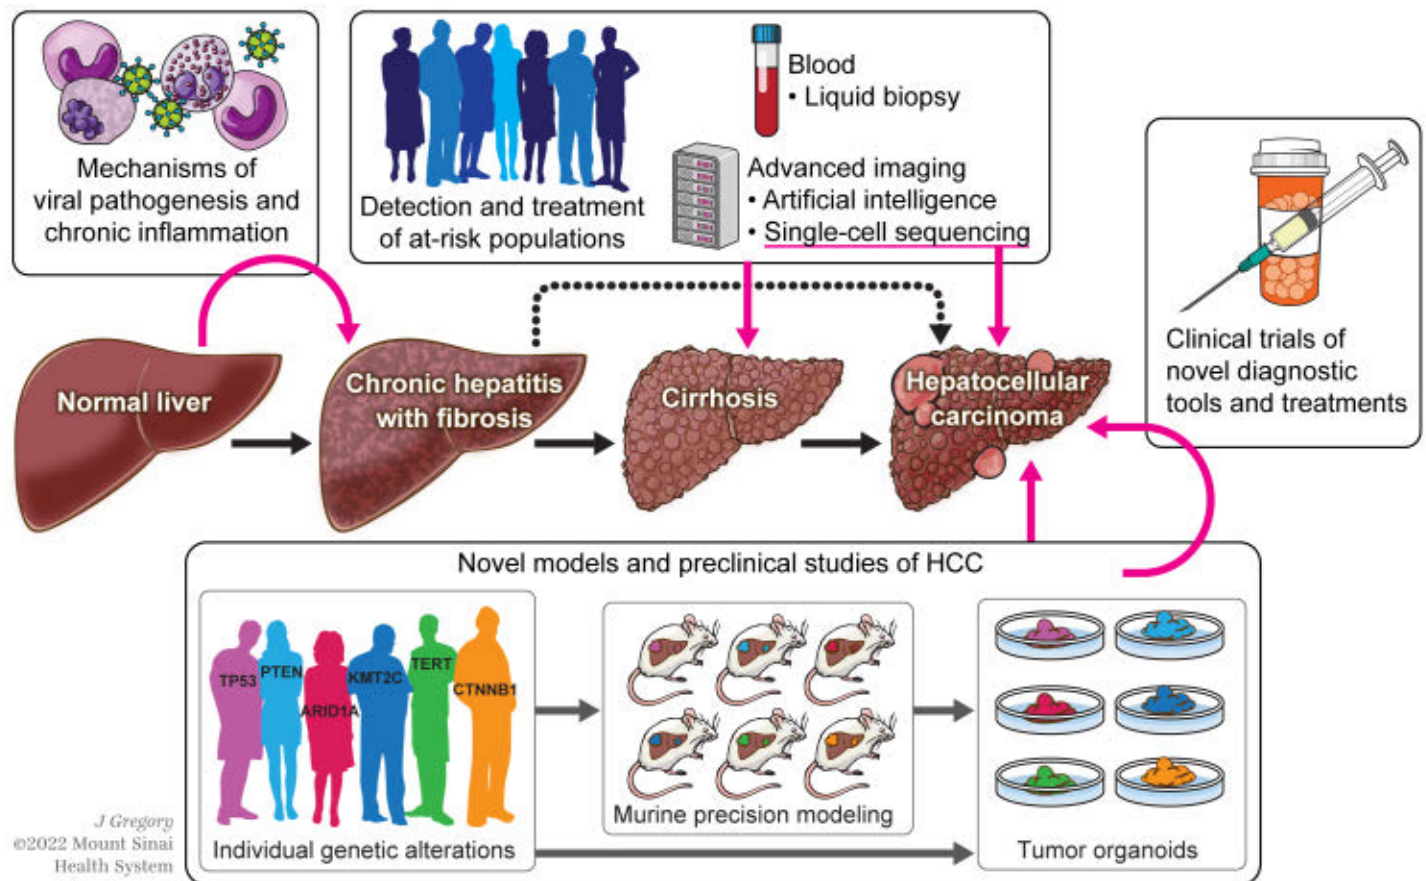 Mechanisms of
viral pathogenesis and
chronic inflammation
Detection and treatment
of at-risk populations
Blood
• Liquid biopsy
Advanced imaging
• Artificial intelligence
• Single-cell sequencing
Clinical trials of
novel diagnostic
tools and treatments
Normal liver
Chronic hepatitis
with fibrosis
Cirrhosis
Hepatocellular
carcinoma
Novel models and preclinical studies of HCC
TP53
PTEN
ARID1A
KMT2C
TERT
CTNNB1
Individual genetic alterations
Murine precision modeling
Tumor organoids
J Gregory
©2022 Mount Sinai
Health System